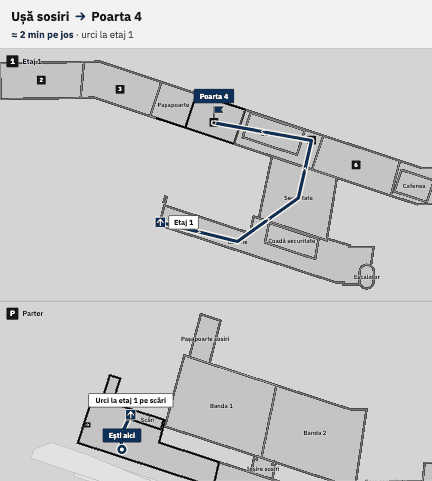 Ușă sosiri → Poarta 4
≈ 2 min pe jos · urci la etaj 1
1 Etaj 1
2
3
Pașapoarte
Poarta 4
6
Cafenea
Securitate
Etaj 1
Coadă securitate
Escalator
P Parter
Pașapoarte sosiri
Urci la etaj 1 pe scări
Scări
Banda 1
Ești aici
Banda 2
Ieșire sosiri